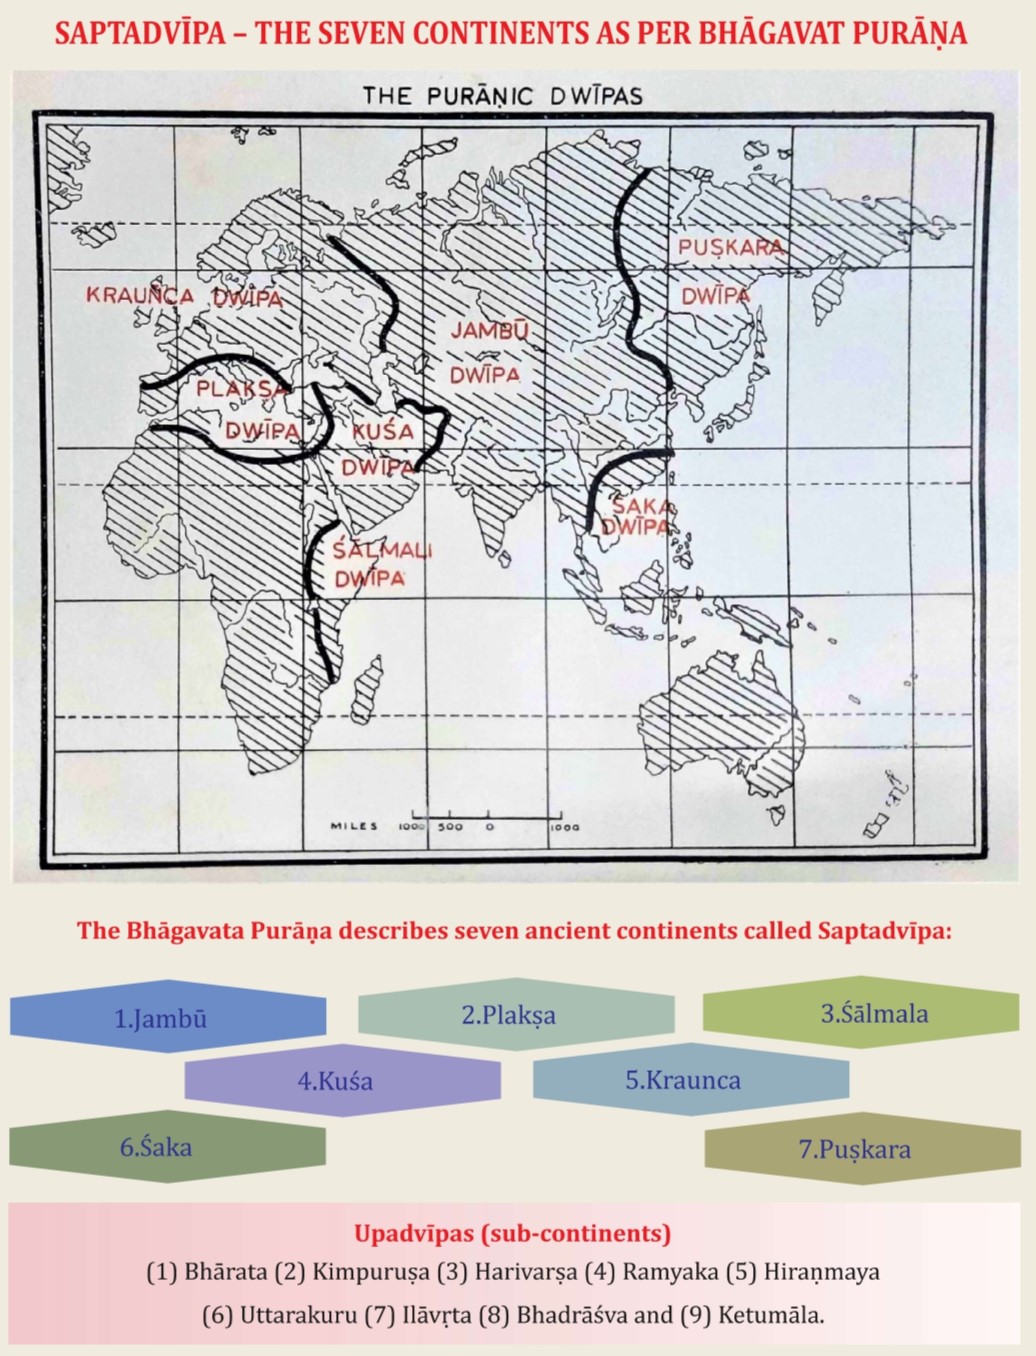 SAPTADVĪPA – THE SEVEN CONTINENTS AS PER BHĀGAVAT PURĀṆA
THE PURĀṆIC DWĪPAS
PUṢKARA
DWĪPA
KRAUÑCA DWĪPA
JAMBŪ
DWĪPA
PLAKSA
DWĪPA
KUŚA
DWĪPA
ŚAKA
DWĪPA
ŚĀLMALI
DWĪPA
MILES 1000 500 0 1000
The Bhāgavata Purāṇa describes seven ancient continents called Saptadvīpa:
1.Jambū
2.Plakṣa
3.Śālmala
4.Kuśa
5.Kraunca
6.Śaka
7.Puṣkara
Upadvīpas (sub-continents)
(1) Bhārata (2) Kimpuruṣa (3) Harivarṣa (4) Ramyaka (5) Hiraṇmaya
(6) Uttarakuru (7) Ilāvṛta (8) Bhadrāśva and (9) Ketumāla.